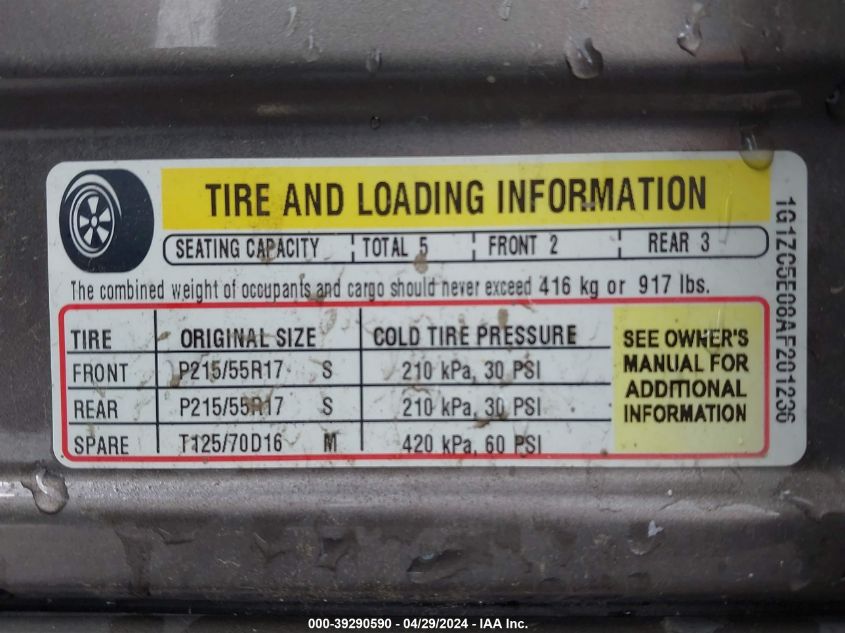 TIRE AND LOADING INFORMATION
SEATING CAPACITY TOTAL 5 FRONT 2 REAR 3
The combined weight of occupants and cargo should never exceed 416 kg or 917 lbs.
TIRE ORIGINAL SIZE COLD TIRE PRESSURE
FRONT P215/55R17 S 210 kPa, 30 PSI
REAR P215/55R17 S 210 kPa, 30 PSI
SPARE T125/70D16 M 420 kPa, 60 PSI
SEE OWNER'S
MANUAL FOR
ADDITIONAL
INFORMATION
1G1ZC5E08AF201236
000-39290590 - 04/29/2024 - IAA Inc.